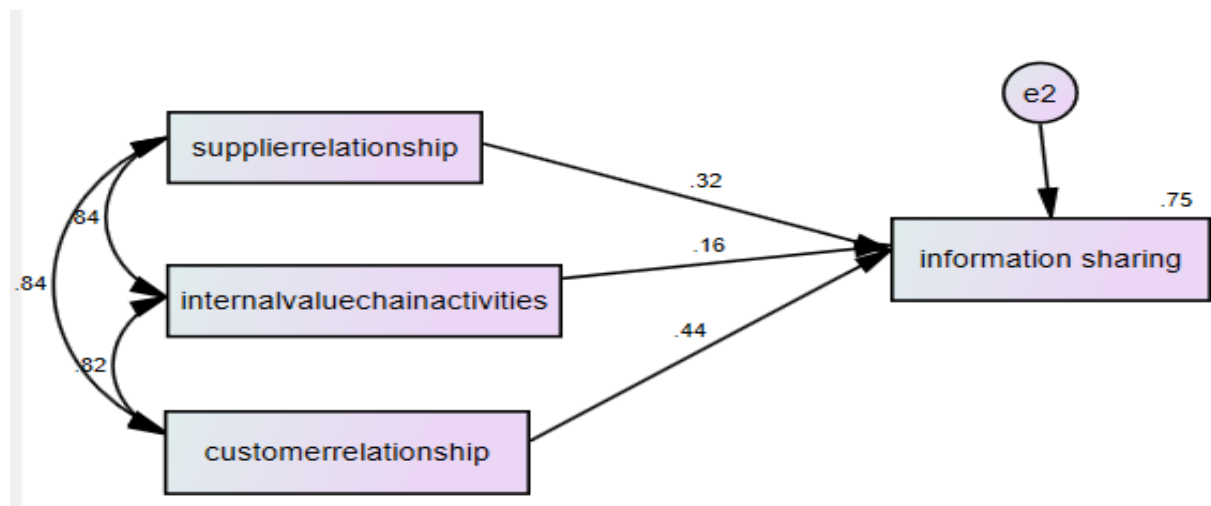 e2
supplierrelationship
.32
.75
84
.16
information sharing
.84
internalvaluechainactivities
.44
.82
customerrelationship